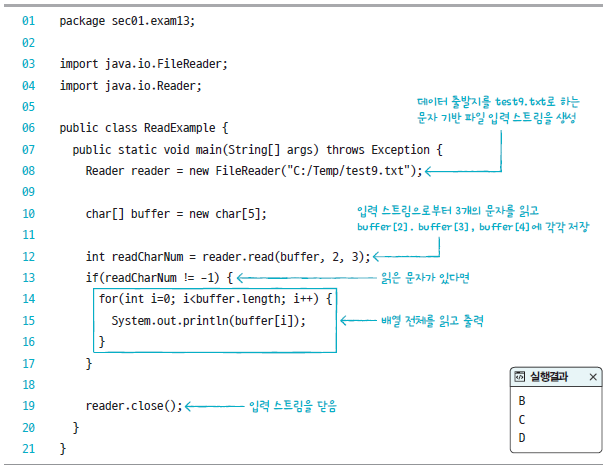 01 package sec01.exam13;
02
03 import java.io.FileReader;
04 import java.io.Reader;
05
데이터 출발지를 test9.txt로 하는
문자 기반 파일 입력 스트림을 생성
06 public class ReadExample {
07 public static void main(String[] args) throws Exception {
08 Reader reader = new FileReader("C:/Temp/test9.txt");
09
10 char[] buffer = new char[5];
입력 스트림으로부터 3개의 문자를 읽고
buffer[2]. buffer[3], buffer[4]에 각각 저장
11
12 int readCharNum = reader.read(buffer, 2, 3);
13 if(readCharNum != -1) { 읽은 문자가 있다면
14 for(int i=0; i<buffer.length; i++) {
15 System.out.println(buffer[i]); 배열 전체를 읽고 출력
16 }
17 }
18
19 reader.close(); 입력 스트림을 닫음
20 }
21 }
실행결과 ×
B
C
D